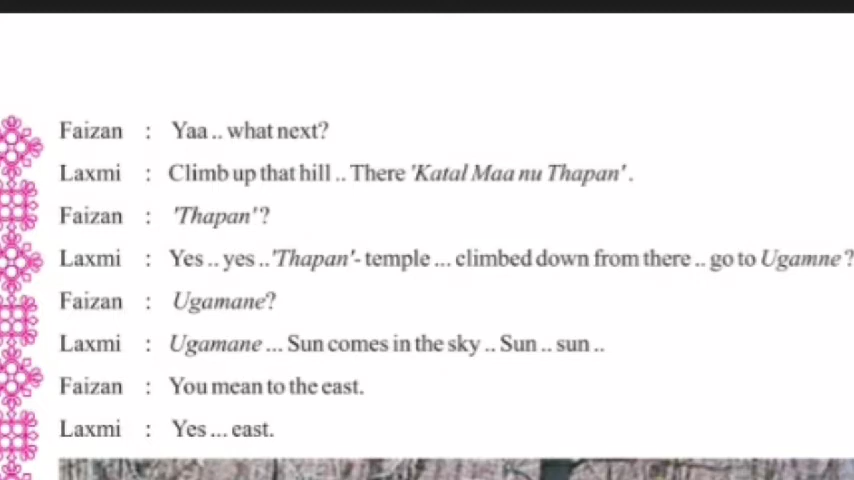 Faizan : Yaa .. what next?
Laxmi : Climb up that hill .. There 'Katal Maa nu Thapan' .
Faizan : 'Thapan'?
Laxmi : Yes .. yes ..'Thapan'- temple ... climbed down from there .. go to Ugamne ?
Faizan : Ugamane?
Laxmi : Ugamane ... Sun comes in the sky .. Sun .. sun ..
Faizan : You mean to the east.
Laxmi : Yes ... east.